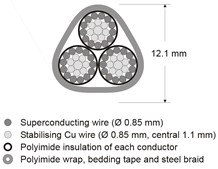 12.1 mm
Superconducting wire (Ø 0.85 mm)
Stabilising Cu wire (Ø 0.85 mm, central 1.1 mm)
Polyimide insulation of each conductor
Polyimide wrap, bedding tape and steel braid